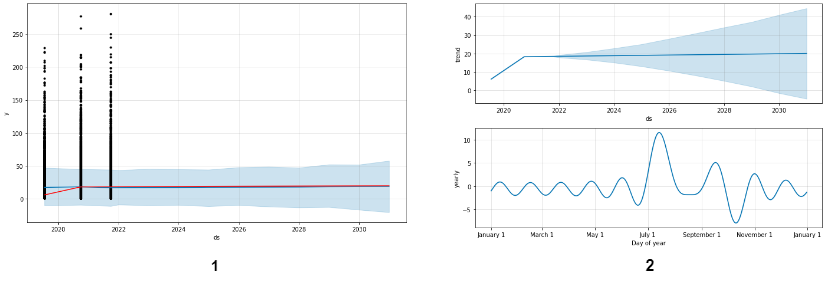 250
200
150
100
50
0
y
2020
2022
2024
2026
2028
2030
ds
1
40
30
20
10
0
trend
2020
2022
2024
2026
2028
2030
ds
10
5
0
−5
yearly
January 1
March 1
May 1
July 1
September 1
November 1
January 1
Day of year
2